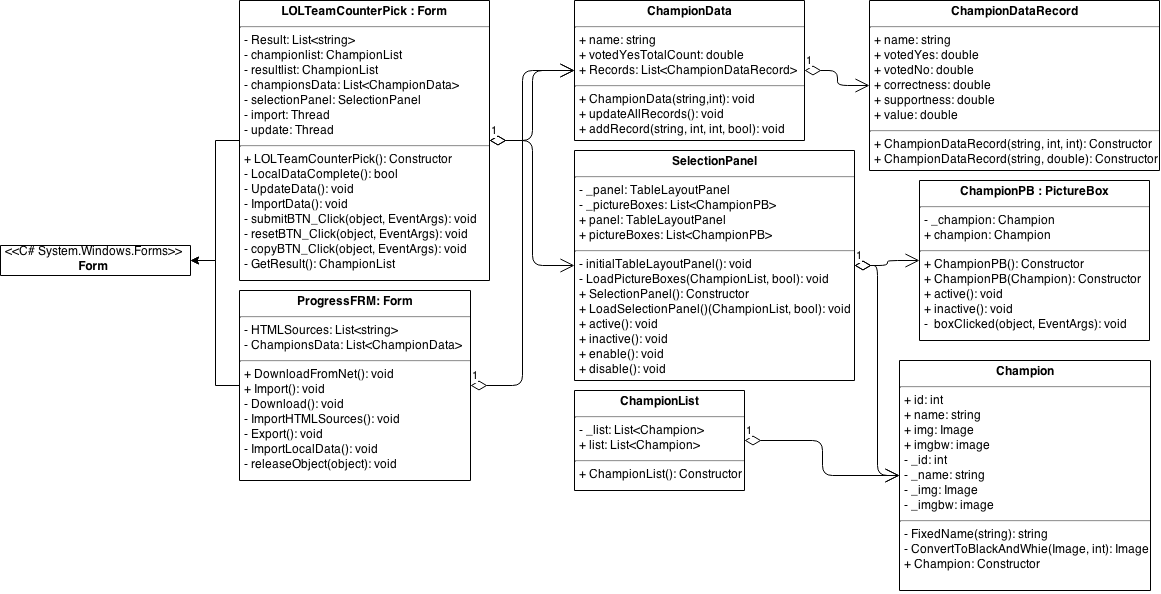 LOLTeamCounterPick : Form
- Result: List<string>
- championlist: ChampionList
- resultlist: ChampionList
- championsData: List<ChampionData>
- selectionPanel: SelectionPanel
- import: Thread
- update: Thread
+ LOLTeamCounterPick(): Constructor
- LocalDataComplete(): bool
- UpdateData(): void
- ImportData(): void
- submitBTN_Click(object, EventArgs): void
- resetBTN_Click(object, EventArgs): void
- copyBTN_Click(object, EventArgs): void
- GetResult(): ChampionList
1
<<C# System.Windows.Forms>>
Form
ProgressFRM: Form
- HTMLSources: List<string>
- ChampionsData: List<ChampionData>
+ DownloadFromNet(): void
+ Import(): void
- Download(): void
- ImportHTMLSources(): void
- Export(): void
- ImportLocalData(): void
- releaseObject(object): void
1
ChampionData
+ name: string
+ votedYesTotalCount: double
+ Records: List<ChampionDataRecord>
+ ChampionData(string,int): void
+ updateAllRecords(): void
+ addRecord(string, int, int, bool): void
1
SelectionPanel
- _panel: TableLayoutPanel
- _pictureBoxes: List<ChampionPB>
+ panel: TableLayoutPanel
+ pictureBoxes: List<ChampionPB>
- initialTableLayoutPanel(): void
- LoadPictureBoxes(ChampionList, bool): void
+ SelectionPanel(): Constructor
+ LoadSelectionPanel()(ChampionList, bool): void
+ active(): void
+ inactive(): void
+ enable(): void
+ disable(): void
1
ChampionList
- _list: List<Champion>
+ list: List<Champion>
+ ChampionList(): Constructor
1
ChampionDataRecord
+ name: string
+ votedYes: double
+ votedNo: double
+ correctness: double
+ supportness: double
+ value: double
+ ChampionDataRecord(string, int, int): Constructor
+ ChampionDataRecord(string, double): Constructor
ChampionPB : PictureBox
- _champion: Champion
+ champion: Champion
+ ChampionPB(): Constructor
+ ChampionPB(Champion): Constructor
+ active(): void
+ inactive(): void
- boxClicked(object, EventArgs): void
Champion
+ id: int
+ name: string
+ img: Image
+ imgbw: image
- _id: int
- _name: string
- _img: Image
- _imgbw: image
- FixedName(string): string
- ConvertToBlackAndWhie(Image, int): Image
+ Champion: Constructor